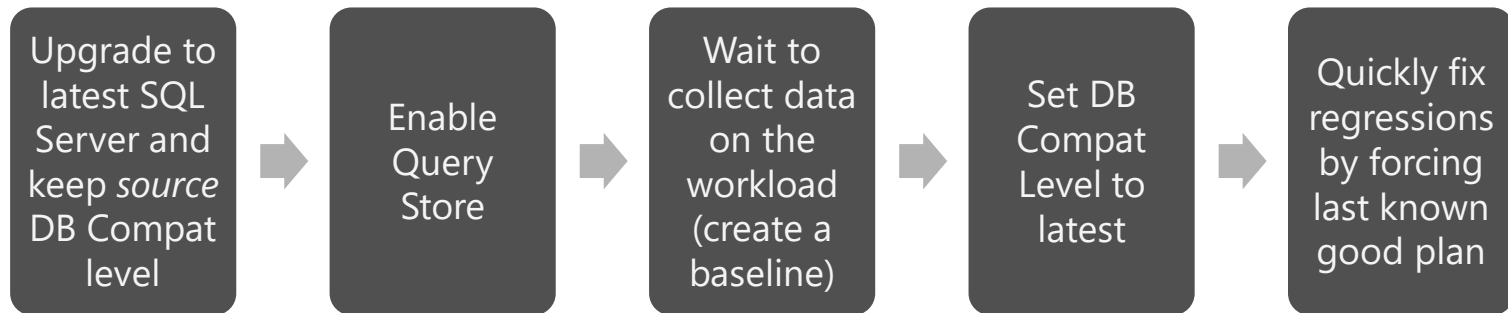 Upgrade to
latest SQL
Server and
keep source
DB Compat
level
Enable
Query
Store
Wait to
collect data
on the
workload
(create a
baseline)
Set DB
Compat
Level to
latest
Quickly fix
regressions
by forcing
last known
good plan